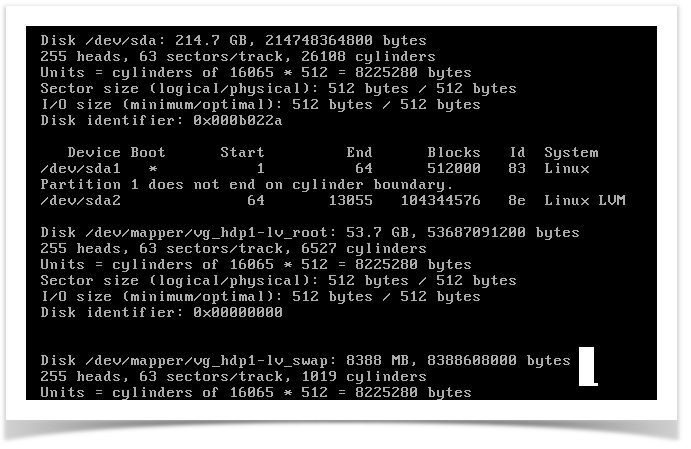 Disk /dev/sda: 214.7 GB, 214748364800 bytes
255 heads, 63 sectors/track, 26108 cylinders
Units = cylinders of 16065 * 512 = 8225280 bytes
Sector size (logical/physical): 512 bytes / 512 bytes
I/O size (minimum/optimal): 512 bytes / 512 bytes
Disk identifier: 0x000b022a
Device Boot Start End Blocks Id System
/dev/sda1 * 1 64 512000 83 Linux
Partition 1 does not end on cylinder boundary.
/dev/sda2 64 13055 104344576 8e Linux LVM
Disk /dev/mapper/vg_hdp1-lv_root: 53.7 GB, 53687091200 bytes
255 heads, 63 sectors/track, 6527 cylinders
Units = cylinders of 16065 * 512 = 8225280 bytes
Sector size (logical/physical): 512 bytes / 512 bytes
I/O size (minimum/optimal): 512 bytes / 512 bytes
Disk identifier: 0x00000000
Disk /dev/mapper/vg_hdp1-lv_swap: 8388 MB, 8388608000 bytes
255 heads, 63 sectors/track, 1019 cylinders
Units = cylinders of 16065 * 512 = 8225280 bytes